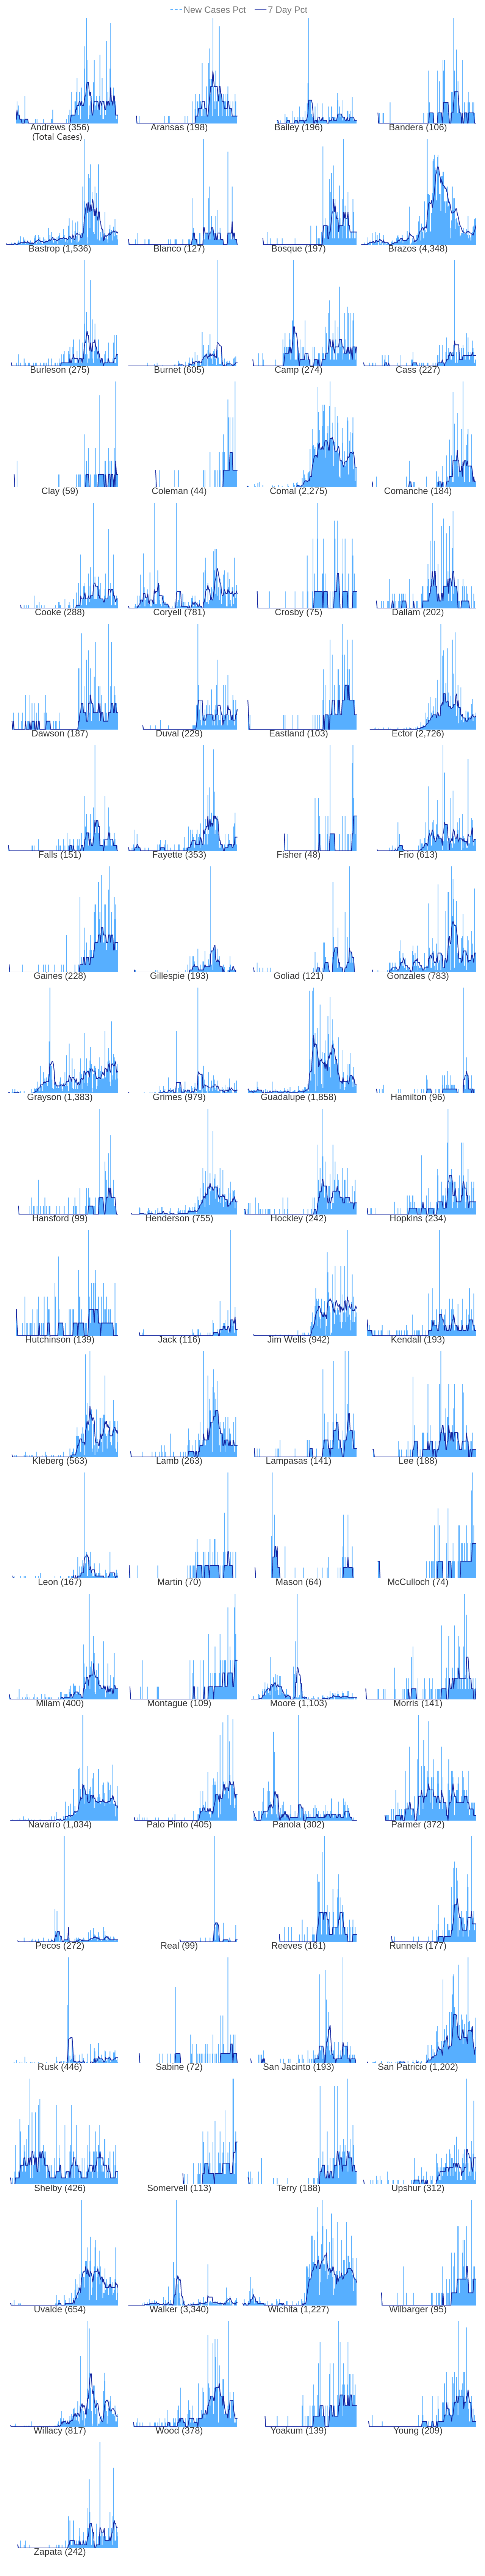 New Cases Pct 7 Day Pct
Andrews (356) Aransas (198) Bailey (196) Bandera (106)
(Total Cases)
Bastrop (1,536) Blanco (127) Bosque (197) Brazos (4,348)
Burleson (275) Burnet (605) Camp (274) Cass (227)
Clay (59) Coleman (44) Comal (2,275) Comanche (184)
Cooke (288) Coryell (781) Crosby (75) Dallam (202)
Dawson (187) Duval (229) Eastland (103) Ector (2,726)
Falls (151) Fayette (353) Fisher (48) Frio (613)
Gaines (228) Gillespie (193) Goliad (121) Gonzales (783)
Grayson (1,383) Grimes (979) Guadalupe (1,858) Hamilton (96)
Hansford (99) Henderson (755) Hockley (242) Hopkins (234)
Hutchinson (139) Jack (116) Jim Wells (942) Kendall (193)
Kleberg (563) Lamb (263) Lampasas (141) Lee (188)
Leon (167) Martin (70) Mason (64) McCulloch (74)
Milam (400) Montague (109) Moore (1,103) Morris (141)
Navarro (1,034) Palo Pinto (405) Panola (302) Parmer (372)
Pecos (272) Real (99) Reeves (161) Runnels (177)
Rusk (446) Sabine (72) San Jacinto (193) San Patricio (1,202)
Shelby (426) Somervell (113) Terry (188) Upshur (312)
Uvalde (654) Walker (3,340) Wichita (1,227) Wilbarger (95)
Willacy (817) Wood (378) Yoakum (139) Young (209)
Zapata (242)